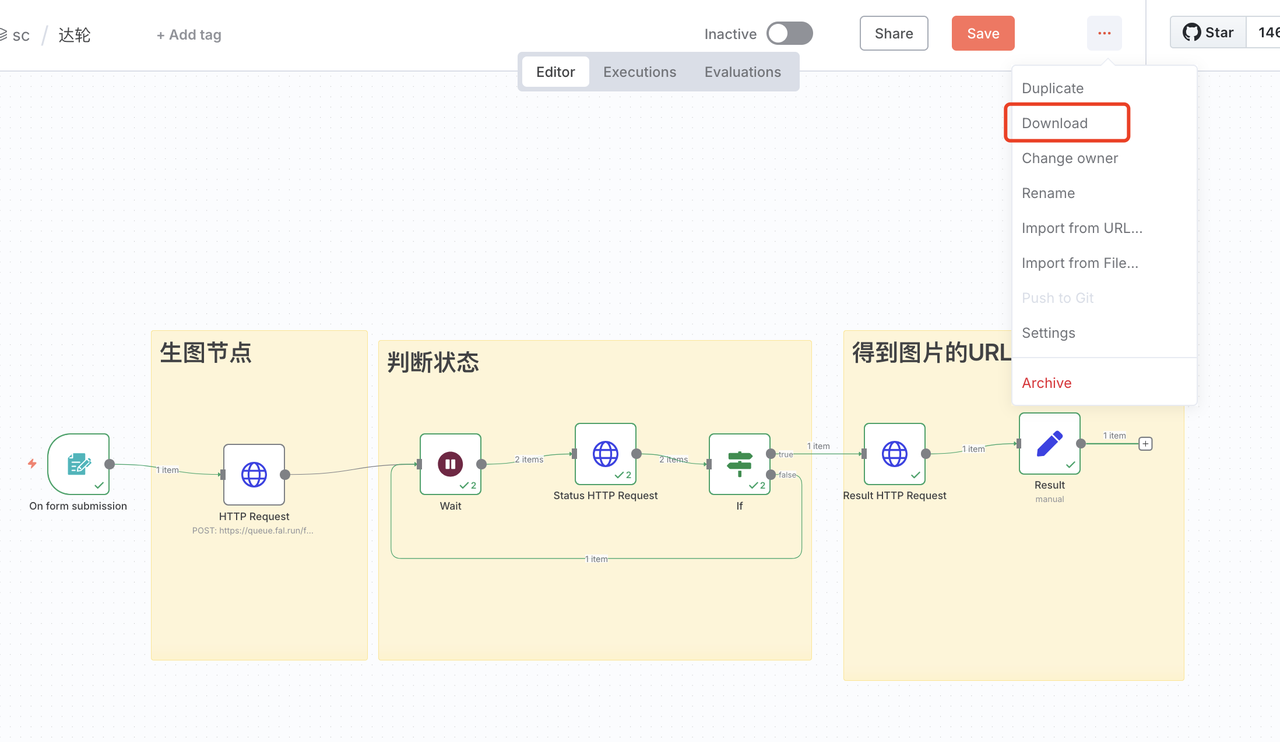 sc / 达轮
+ Add tag
Inactive
Share
Save
...
Star
146
Editor
Executions
Evaluations
Duplicate
Download
Change owner
Rename
Import from URL...
Import from File...
Push to Git
Settings
Archive
生图节点
判断状态
得到图片的URL
On form submission
1 item
HTTP Request
POST: https://queue.fal.run/f...
Wait
2
2 items
Status HTTP Request
2
2 items
If
2
true
false
1 item
1 item
Result HTTP Request
1 item
Result
manual
1 item